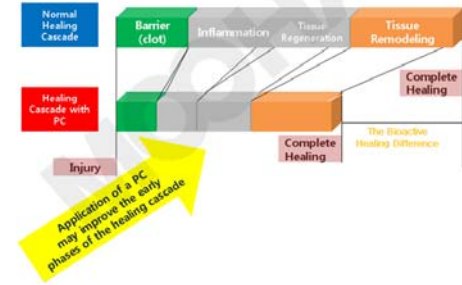 Normal
Healing
Cascade
Barrier
(clot)
Inflammation
Tissue
Regeneration
Tissue
Remodeling
Healing
Cascade with
PC
Complete
Healing
Complete
Healing
The Bioactive
Healing Difference
Injury
Application of a PC
may improve the early
phases of the healing cascade